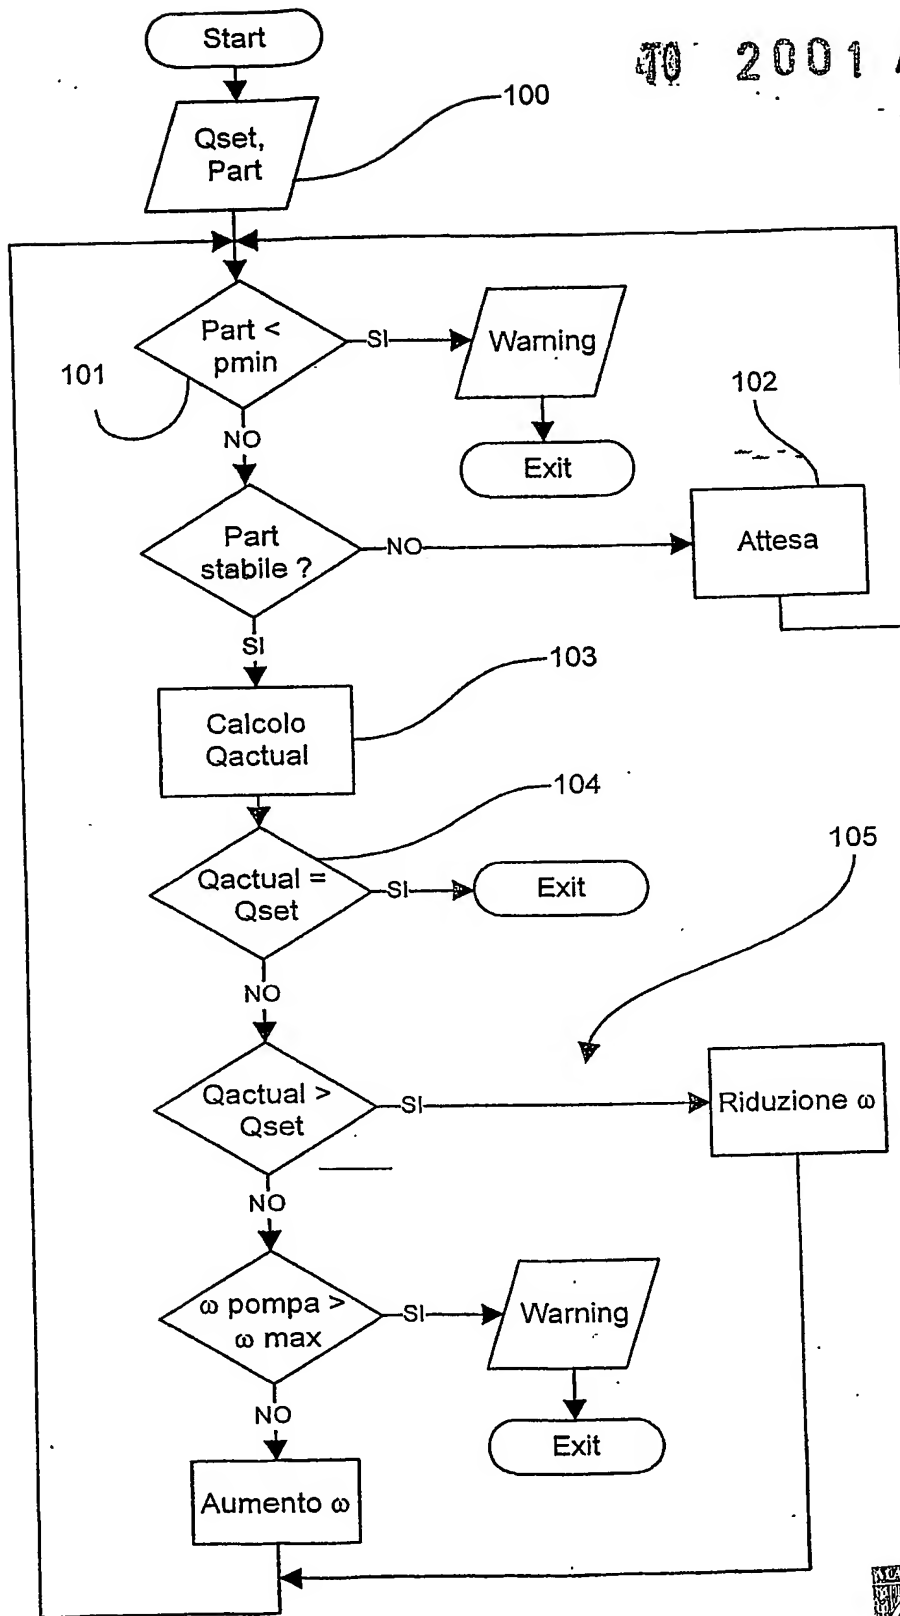 Start
2001
100
Qset,
Part
Part <
pmin
SI
Warning
101
102
NO
Exit
Part
stabile ?
NO
Attesa
SI
103
Calcolo
Qactual
104
105
Qactual =
Qset
SI
Exit
NO
Qactual >
Qset
SI
Riduzione ω
NO
ω pompa >
ω max
SI
Warning
NO
Exit
Aumento ω